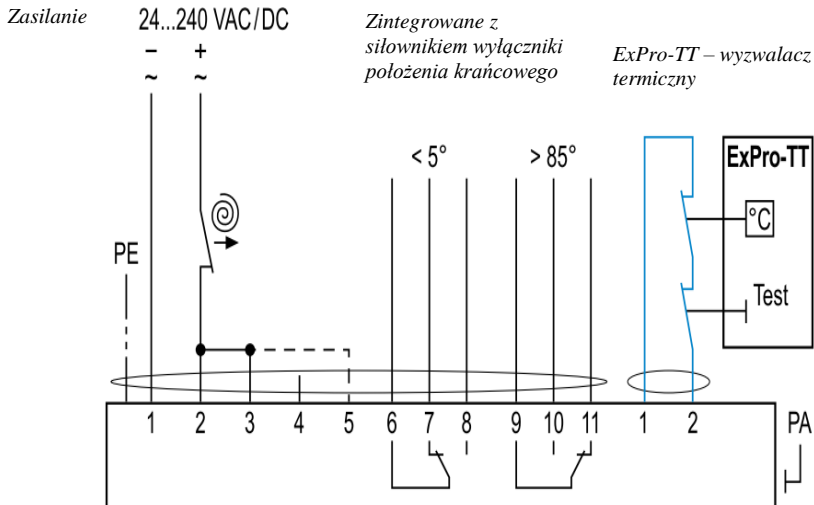 Zasilanie
24...240 VAC/DC
− +
~ ~
Zintegrowane z
siłownikiem wyłączniki
położenia krańcowego
ExPro-TT – wyzwalacz
termiczny
< 5°
> 85°
ExPro-TT
°C
Test
PE
1 2 3 4 5 6 7 8 9 10 11 1 2
PA